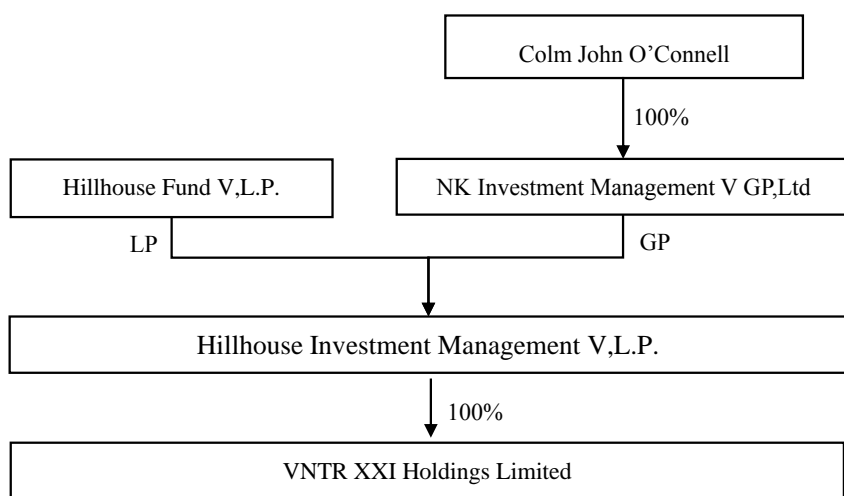 Colm John O’Connell
100%
Hillhouse Fund V,L.P.
NK Investment Management V GP,Ltd
LP
GP
Hillhouse Investment Management V,L.P.
100%
VNTR XXI Holdings Limited